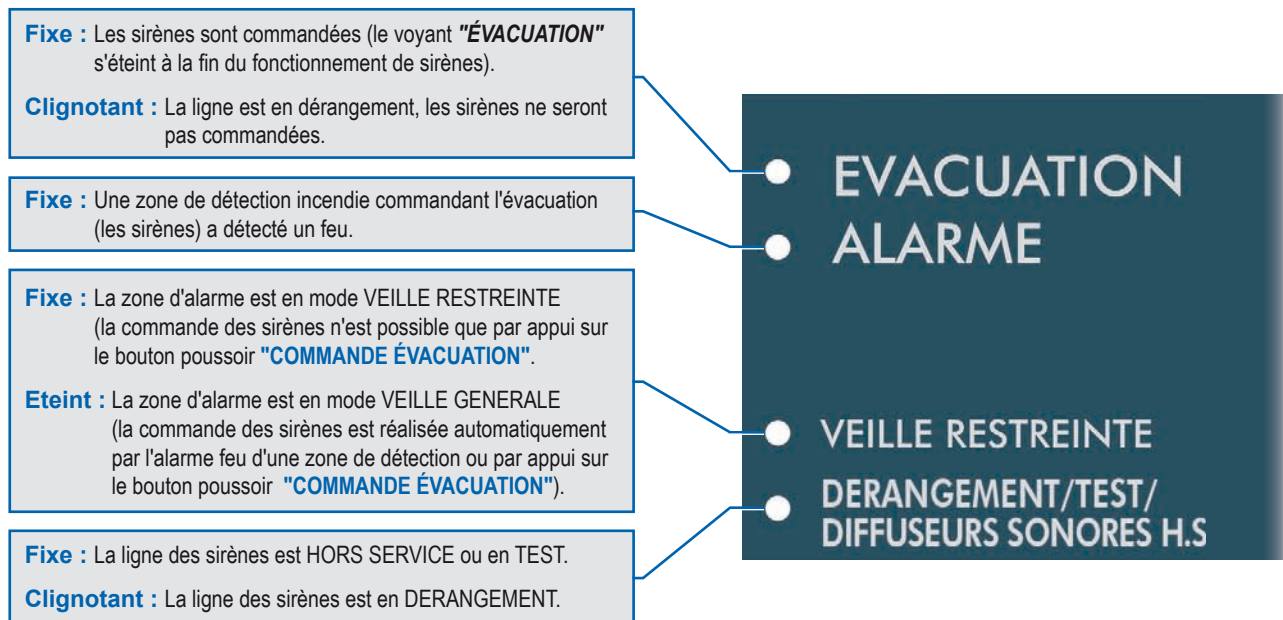 Fixe : Les sirènes sont commandées (le voyant "ÉVACUATION"
s'éteint à la fin du fonctionnement de sirènes).
Clignotant : La ligne est en dérangement, les sirènes ne seront
pas commandées.
Fixe : Une zone de détection incendie commandant l'évacuation
(les sirènes) a détecté un feu.
Fixe : La zone d'alarme est en mode VEILLE RESTREINTE
(la commande des sirènes n'est possible que par appui sur
le bouton poussoir "COMMANDE ÉVACUATION".
Eteint : La zone d'alarme est en mode VEILLE GENERALE
(la commande des sirènes est réalisée automatiquement
par l'alarme feu d'une zone de détection ou par appui sur
le bouton poussoir "COMMANDE ÉVACUATION").
Fixe : La ligne des sirènes est HORS SERVICE ou en TEST.
Clignotant : La ligne des sirènes est en DERANGEMENT.
EVACUATION
ALARME
VEILLE RESTREINTE
DERANGEMENT/TEST/
DIFFUSEURS SONORES H.S